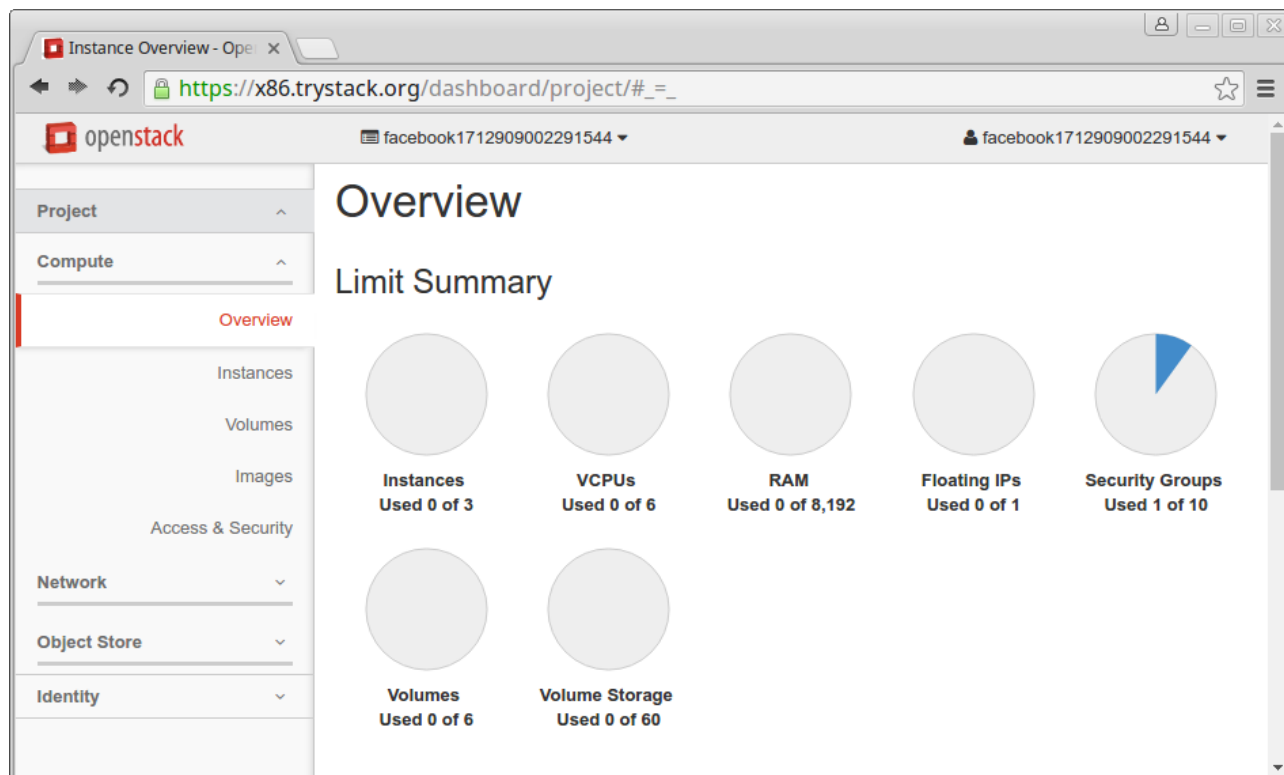 Instance Overview - Ope
https://x86.trystack.org/dashboard/project/#_=_
openstack
facebook1712909002291544
facebook1712909002291544
Project
Compute
Overview
Instances
Volumes
Images
Access & Security
Network
Object Store
Identity
Overview
Limit Summary
Instances
Used 0 of 3
VCPUs
Used 0 of 6
RAM
Used 0 of 8,192
Floating IPs
Used 0 of 1
Security Groups
Used 1 of 10
Volumes
Used 0 of 6
Volume Storage
Used 0 of 60